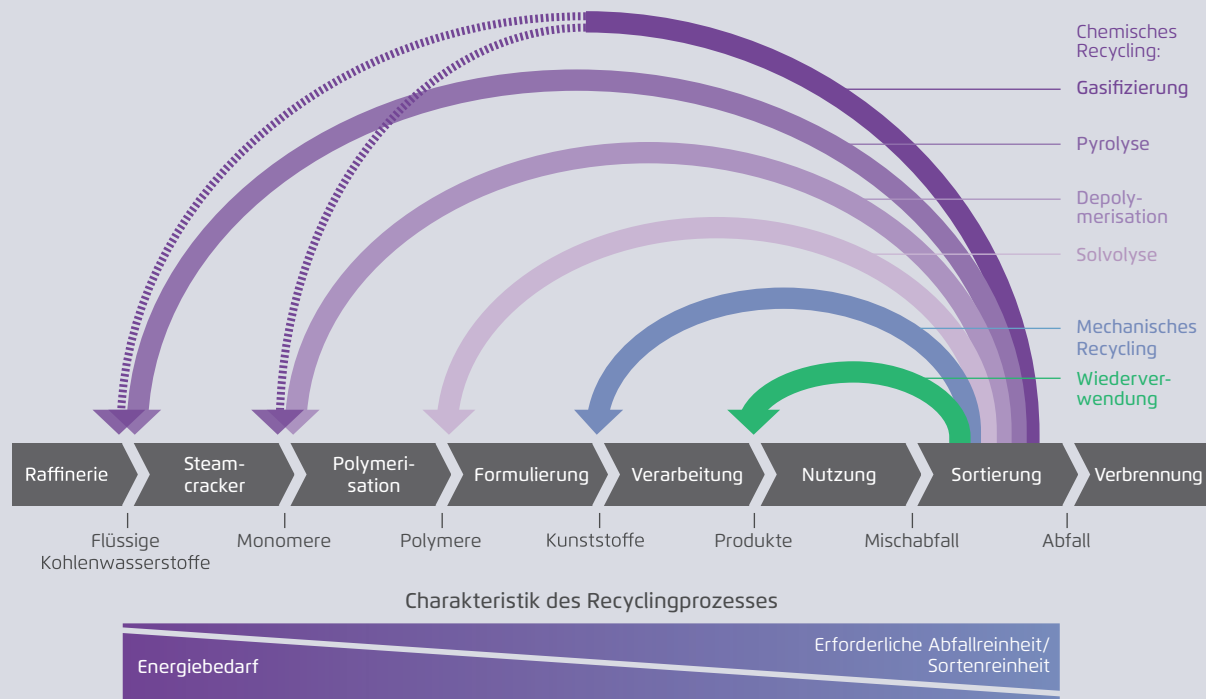 Chemisches
Recycling:
Gasifizierung
Pyrolyse
Depoly-
merisation
Solvolyse
Mechanisches
Recycling
Wiederver-
wendung
Raffinerie
Steam-
cracker
Polymeri-
sation
Formulierung
Verarbeitung
Nutzung
Sortierung
Verbrennung
Flüssige
Kohlenwasserstoffe
Monomere
Polymere
Kunststoffe
Produkte
Mischabfall
Abfall
Charakteristik des Recyclingprozesses
Energiebedarf
Erforderliche Abfallreinheit/
Sortenreinheit